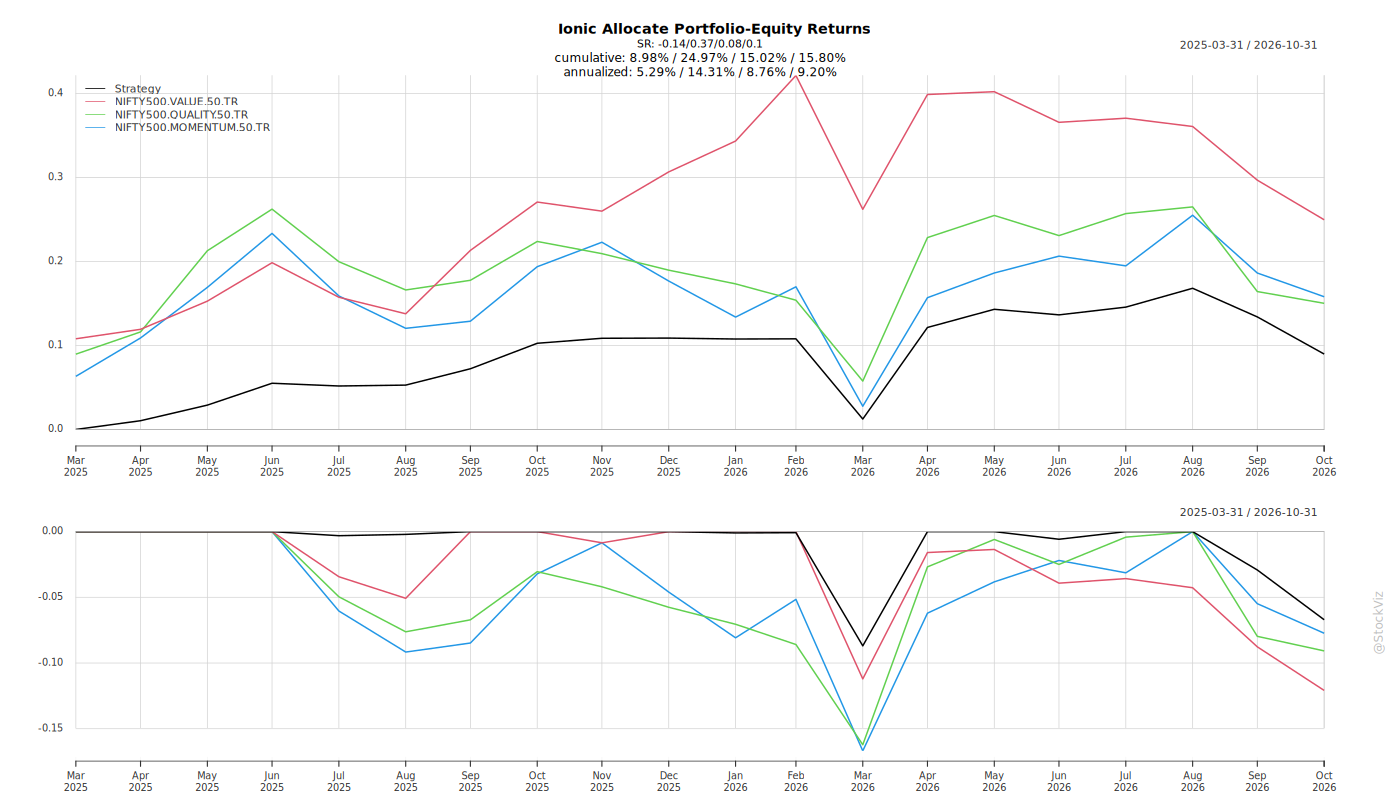 Ionic Allocate Portfolio-Equity Returns
SR: -0.14/0.37/0.08/0.1
cumulative: 8.98% / 24.97% / 15.02% / 15.80%
annualized: 5.29% / 14.31% / 8.76% / 9.20%
2025-03-31 / 2026-10-31
Strategy
NIFTY500.VALUE.50.TR
NIFTY500.QUALITY.50.TR
NIFTY500.MOMENTUM.50.TR
0.4
0.3
0.2
0.1
0.0
Mar Apr May Jun Jul Aug Sep Oct Nov Dec Jan Feb Mar Apr May Jun Jul Aug Sep Oct
2025 2025 2025 2025 2025 2025 2025 2025 2025 2025 2026 2026 2026 2026 2026 2026 2026 2026 2026 2026
2025-03-31 / 2026-10-31
0.00
-0.05
-0.10
-0.15
Mar Apr May Jun Jul Aug Sep Oct Nov Dec Jan Feb Mar Apr May Jun Jul Aug Sep Oct
2025 2025 2025 2025 2025 2025 2025 2025 2025 2025 2026 2026 2026 2026 2026 2026 2026 2026 2026 2026
@StockViz